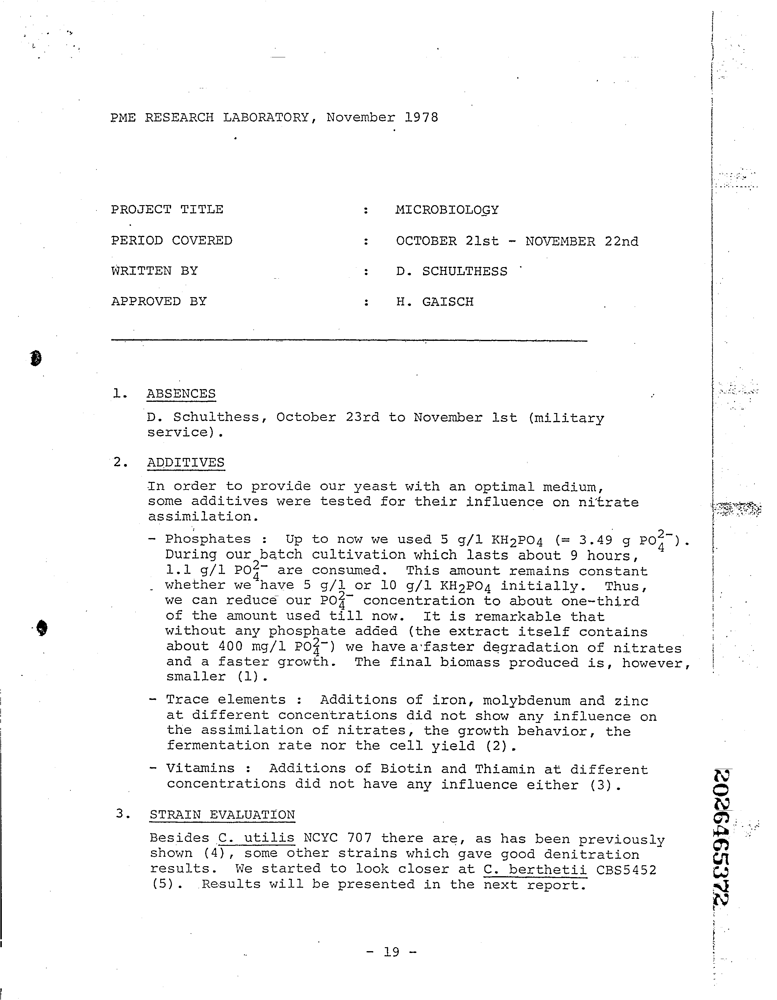 PME RESEARCH LABORATORY, November 1978
PROJECT TITLE : MICROBIOLOGY
PERIOD COVERED : OCTOBER 21st - NOVEMBER 22nd
WRITTEN BY : D. SCHULTHESS
APPROVED BY : H. GAISCH
1. ABSENCES
D. Schulthess, October 23rd to November 1st (military
service).
2. ADDITIVES
In order to provide our yeast with an optimal medium,
some additives were tested for their influence on nitrate
assimilation.
- Phosphates : Up to now we used 5 g/l KH₂PO₄ (= 3.49 g PO₄²⁻).
During our batch cultivation which lasts about 9 hours,
1.1 g/l PO₄²⁻ are consumed. This amount remains constant
whether we have 5 g/l or 10 g/l KH₂PO₄ initially. Thus,
we can reduce our PO₄²⁻ concentration to about one-third
of the amount used till now. It is remarkable that
without any phosphate added (the extract itself contains
about 400 mg/l PO₄²⁻) we have a faster degradation of nitrates
and a faster growth. The final biomass produced is, however,
smaller (1).
- Trace elements : Additions of iron, molybdenum and zinc
at different concentrations did not show any influence on
the assimilation of nitrates, the growth behavior, the
fermentation rate nor the cell yield (2).
- Vitamins : Additions of Biotin and Thiamin at different
concentrations did not have any influence either (3).
3. STRAIN EVALUATION
Besides C. utilis NCYC 707 there are, as has been previously
shown (4), some other strains which gave good denitration
results. We started to look closer at C. berthetii CBS5452
(5). Results will be presented in the next report.
- 19 -
2026465372